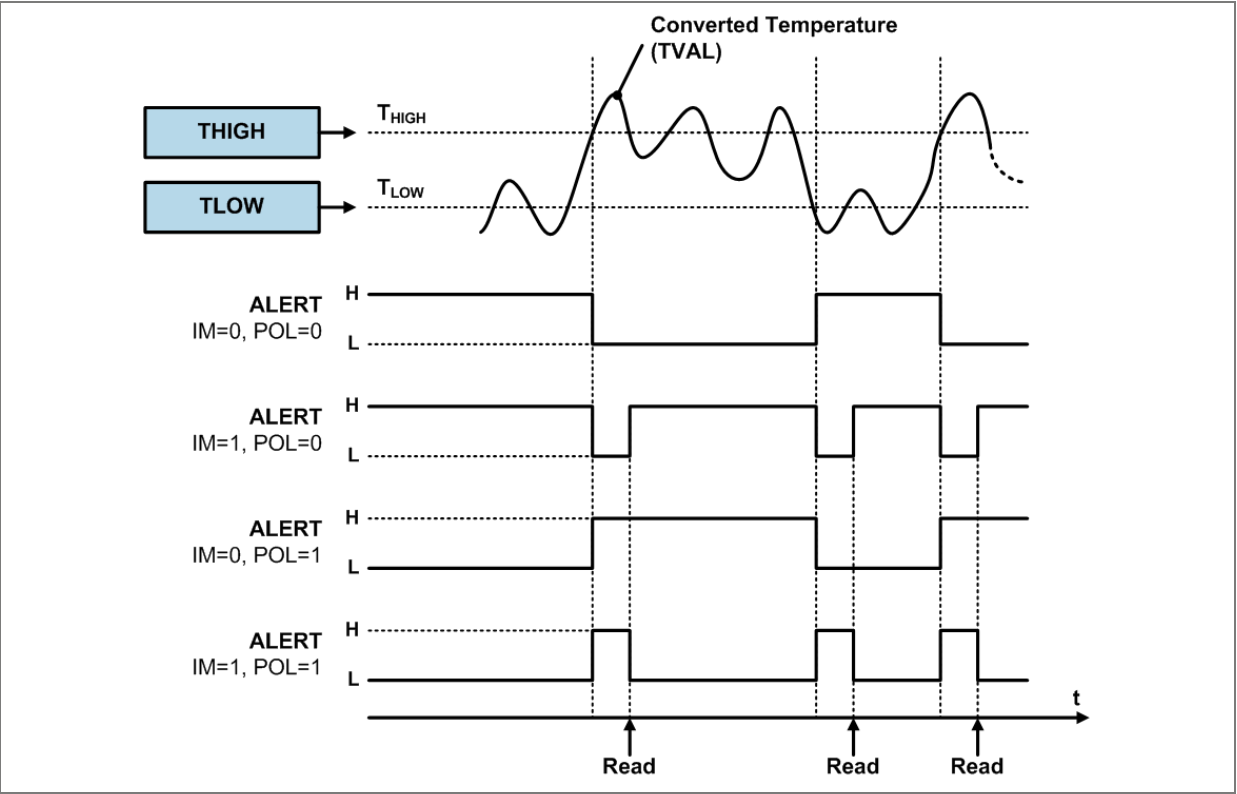 Converted Temperature
(TVAL)
THIGH
THIGH
TLOW
TLOW
ALERT
IM=0, POL=0
H
L
ALERT
IM=1, POL=0
H
L
ALERT
IM=0, POL=1
H
L
ALERT
IM=1, POL=1
H
L
t
Read
Read
Read